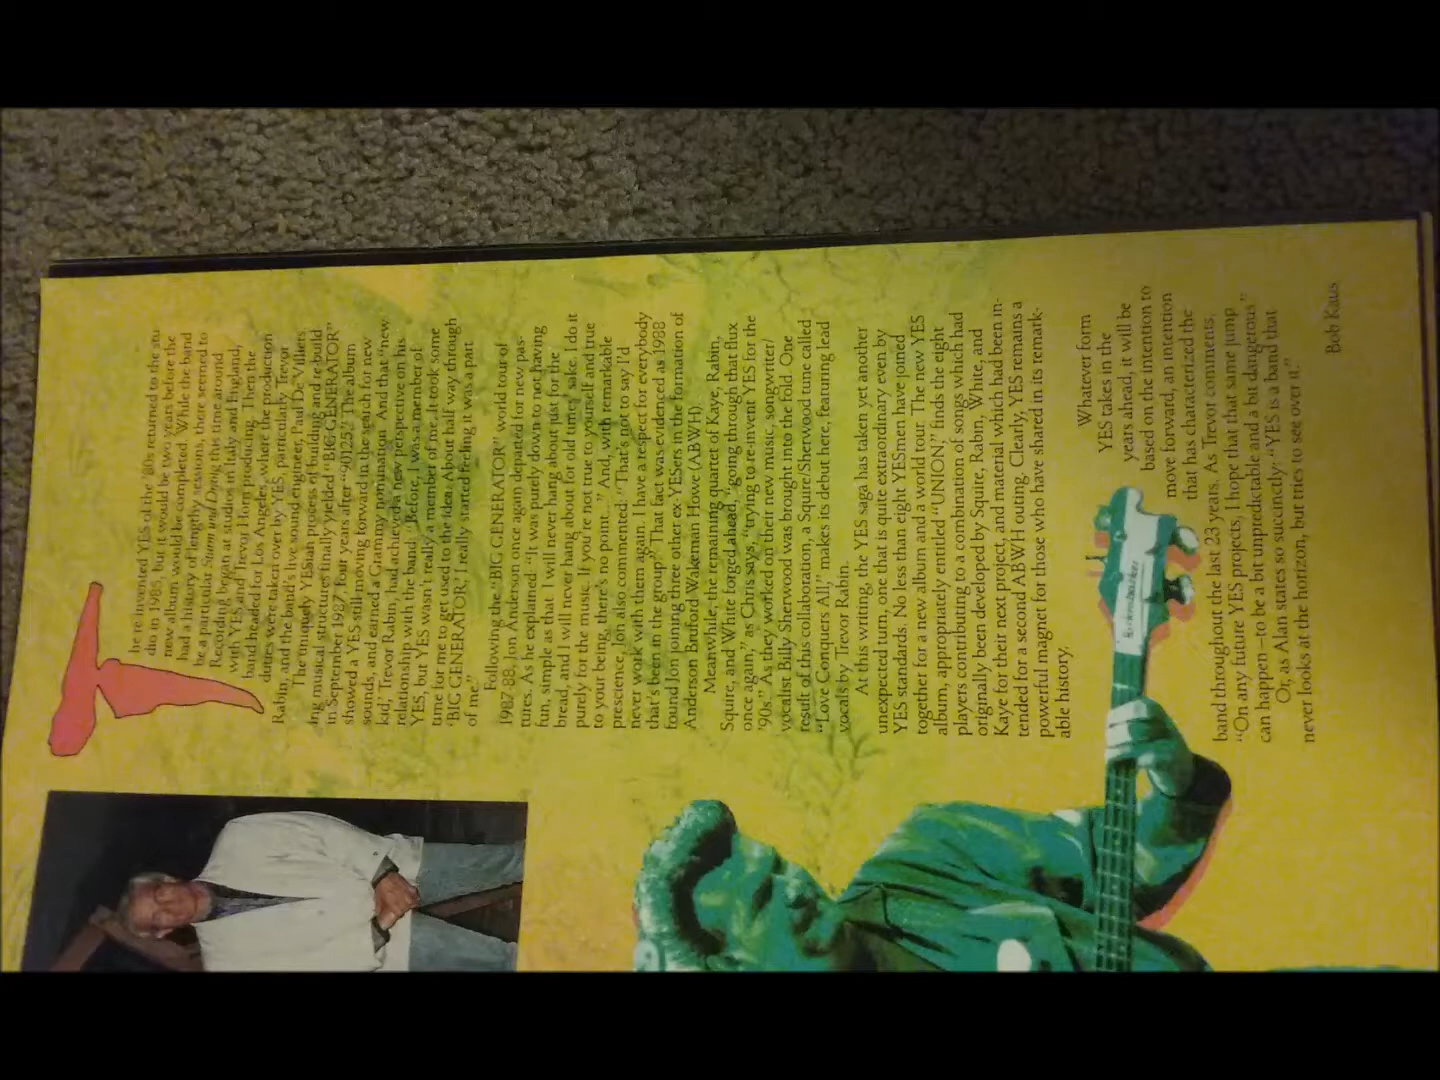 The re-invented YES of the '80s returned to the stu-
dio in 1985, but it would be two years before the
new album would be completed. While the band
had a history of lengthy sessions, there seemed to
be a particular Sturm und Drang this time around.
Recording began at studios in Italy and England,
with YES and Trevor Horn producing. Then the
band headed for Los Angeles, where the production
duties were taken over by YES, particularly Trevor
Rabin, and the band's live sound engineer, Paul De Villiers.
The uniquely YESian process of building and re-build-
ing musical structures finally yielded "BIG GENERATOR"
in September 1987, four years after "90125." The album
showed a YES still moving forward in the search for new
sounds, and earned a Grammy nomination. And that "new
kid,' Trevor Rabin, had achieved a new perspective on his
relationship with the band: "Before, I was a member of
YES, but YES wasn't really a member of me. It took some
time for me to get used to the idea. About half way through
'BIG GENERATOR,' I really started feeling it was a part
of me."
Following the "BIG GENERATOR" world tour of
1987-88, Jon Anderson once again departed for new pas-
tures. As he explained: "It was purely down to not having
fun, simple as that. I will never hang about just for the
bread, and I will never hang about for old times' sake. I do it
purely for the music. If you're not true to yourself and true
to your being, there's no point..." And, with remarkable
prescience, Jon also commented: "That's not to say I'd
never work with them again. I have a respect for everybody
that's been in the group." That fact was evidenced as 1988
found Jon joining three other ex-YESers in the formation of
Anderson Bruford Wakeman Howe (ABWH).
Meanwhile, the remaining quartet of Kaye, Rabin,
Squire, and White forged ahead, "going through that flux
once again," as Chris says, "trying to re-invent YES for the
'90s." As they worked on their new music, songwriter/
vocalist Billy Sherwood was brought into the fold. One
result of this collaboration, a Squire/Sherwood tune called
"Love Conquers All," makes its debut here, featuring lead
vocals by Trevor Rabin.
At this writing, the YES saga has taken yet another
unexpected turn, one that is quite extraordinary even by
YES standards. No less than eight YESmen have joined
together for a new album and a world tour. The new YES
album, appropriately entitled "UNION," finds the eight
players contributing to a combination of songs which had
originally been developed by Squire, Rabin, White, and
Kaye for their next project, and material which had been in-
tended for a second ABWH outing. Clearly, YES remains a
powerful magnet for those who have shared in its remark-
able history.
Whatever form
YES takes in the
years ahead, it will be
based on the intention to
move forward, an intention
that has characterized the
band throughout the last 23 years. As Trevor comments,
"On any future YES projects, I hope that that same jump
can happen—to be a bit unpredictable and a bit dangerous."
Or, as Alan states so succinctly: "YES is a band that
never looks at the horizon, but tries to see over it."
Bob Kaus
Rickenbacker